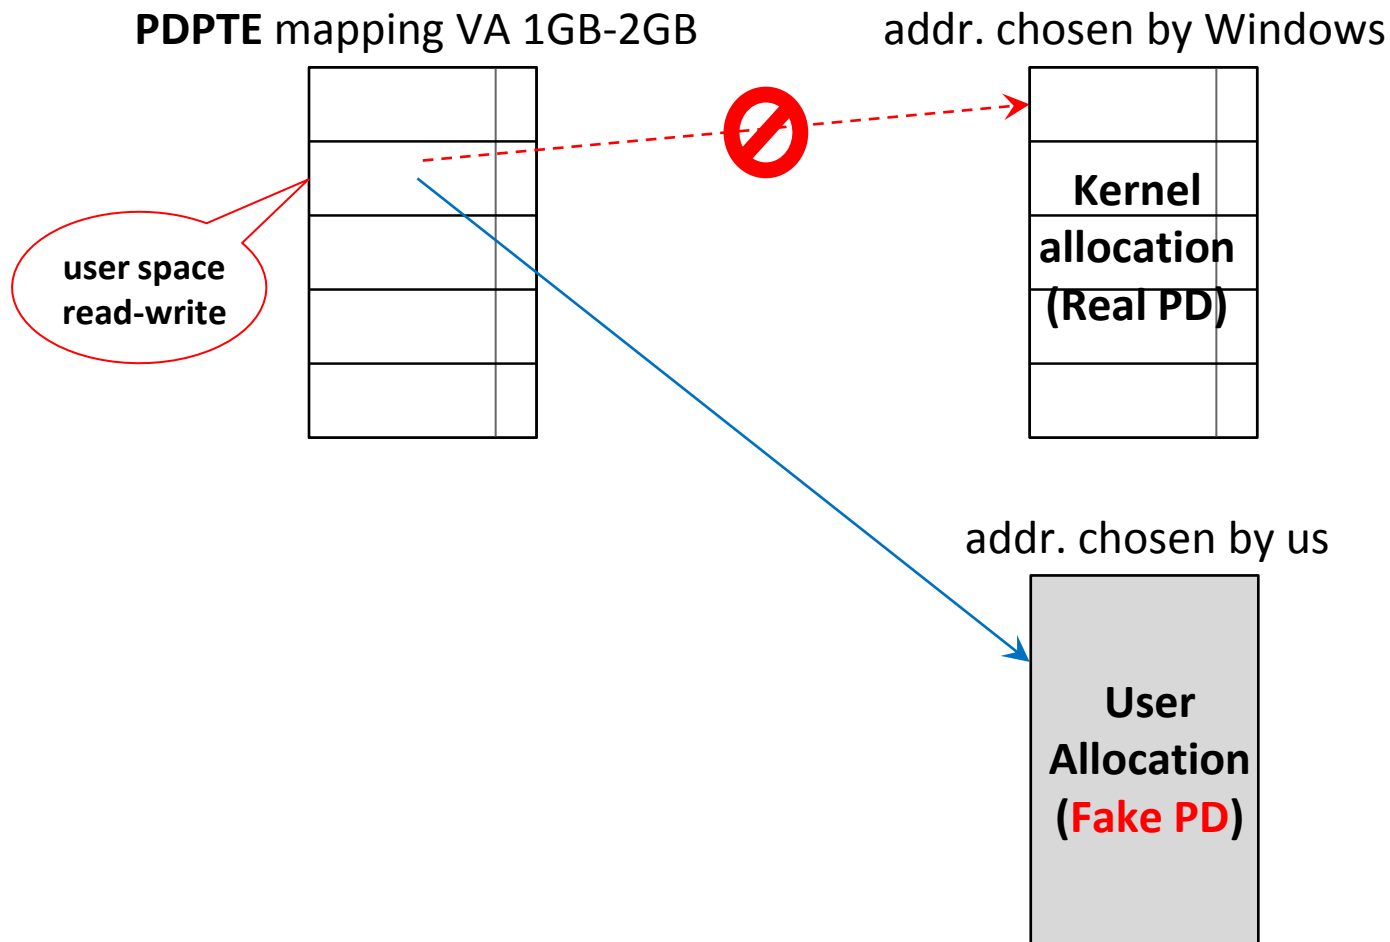 PDPTE mapping VA 1GB-2GB
addr. chosen by Windows
user space
read-write
Kernel
allocation
(Real PD)
addr. chosen by us
User
Allocation
(Fake PD)